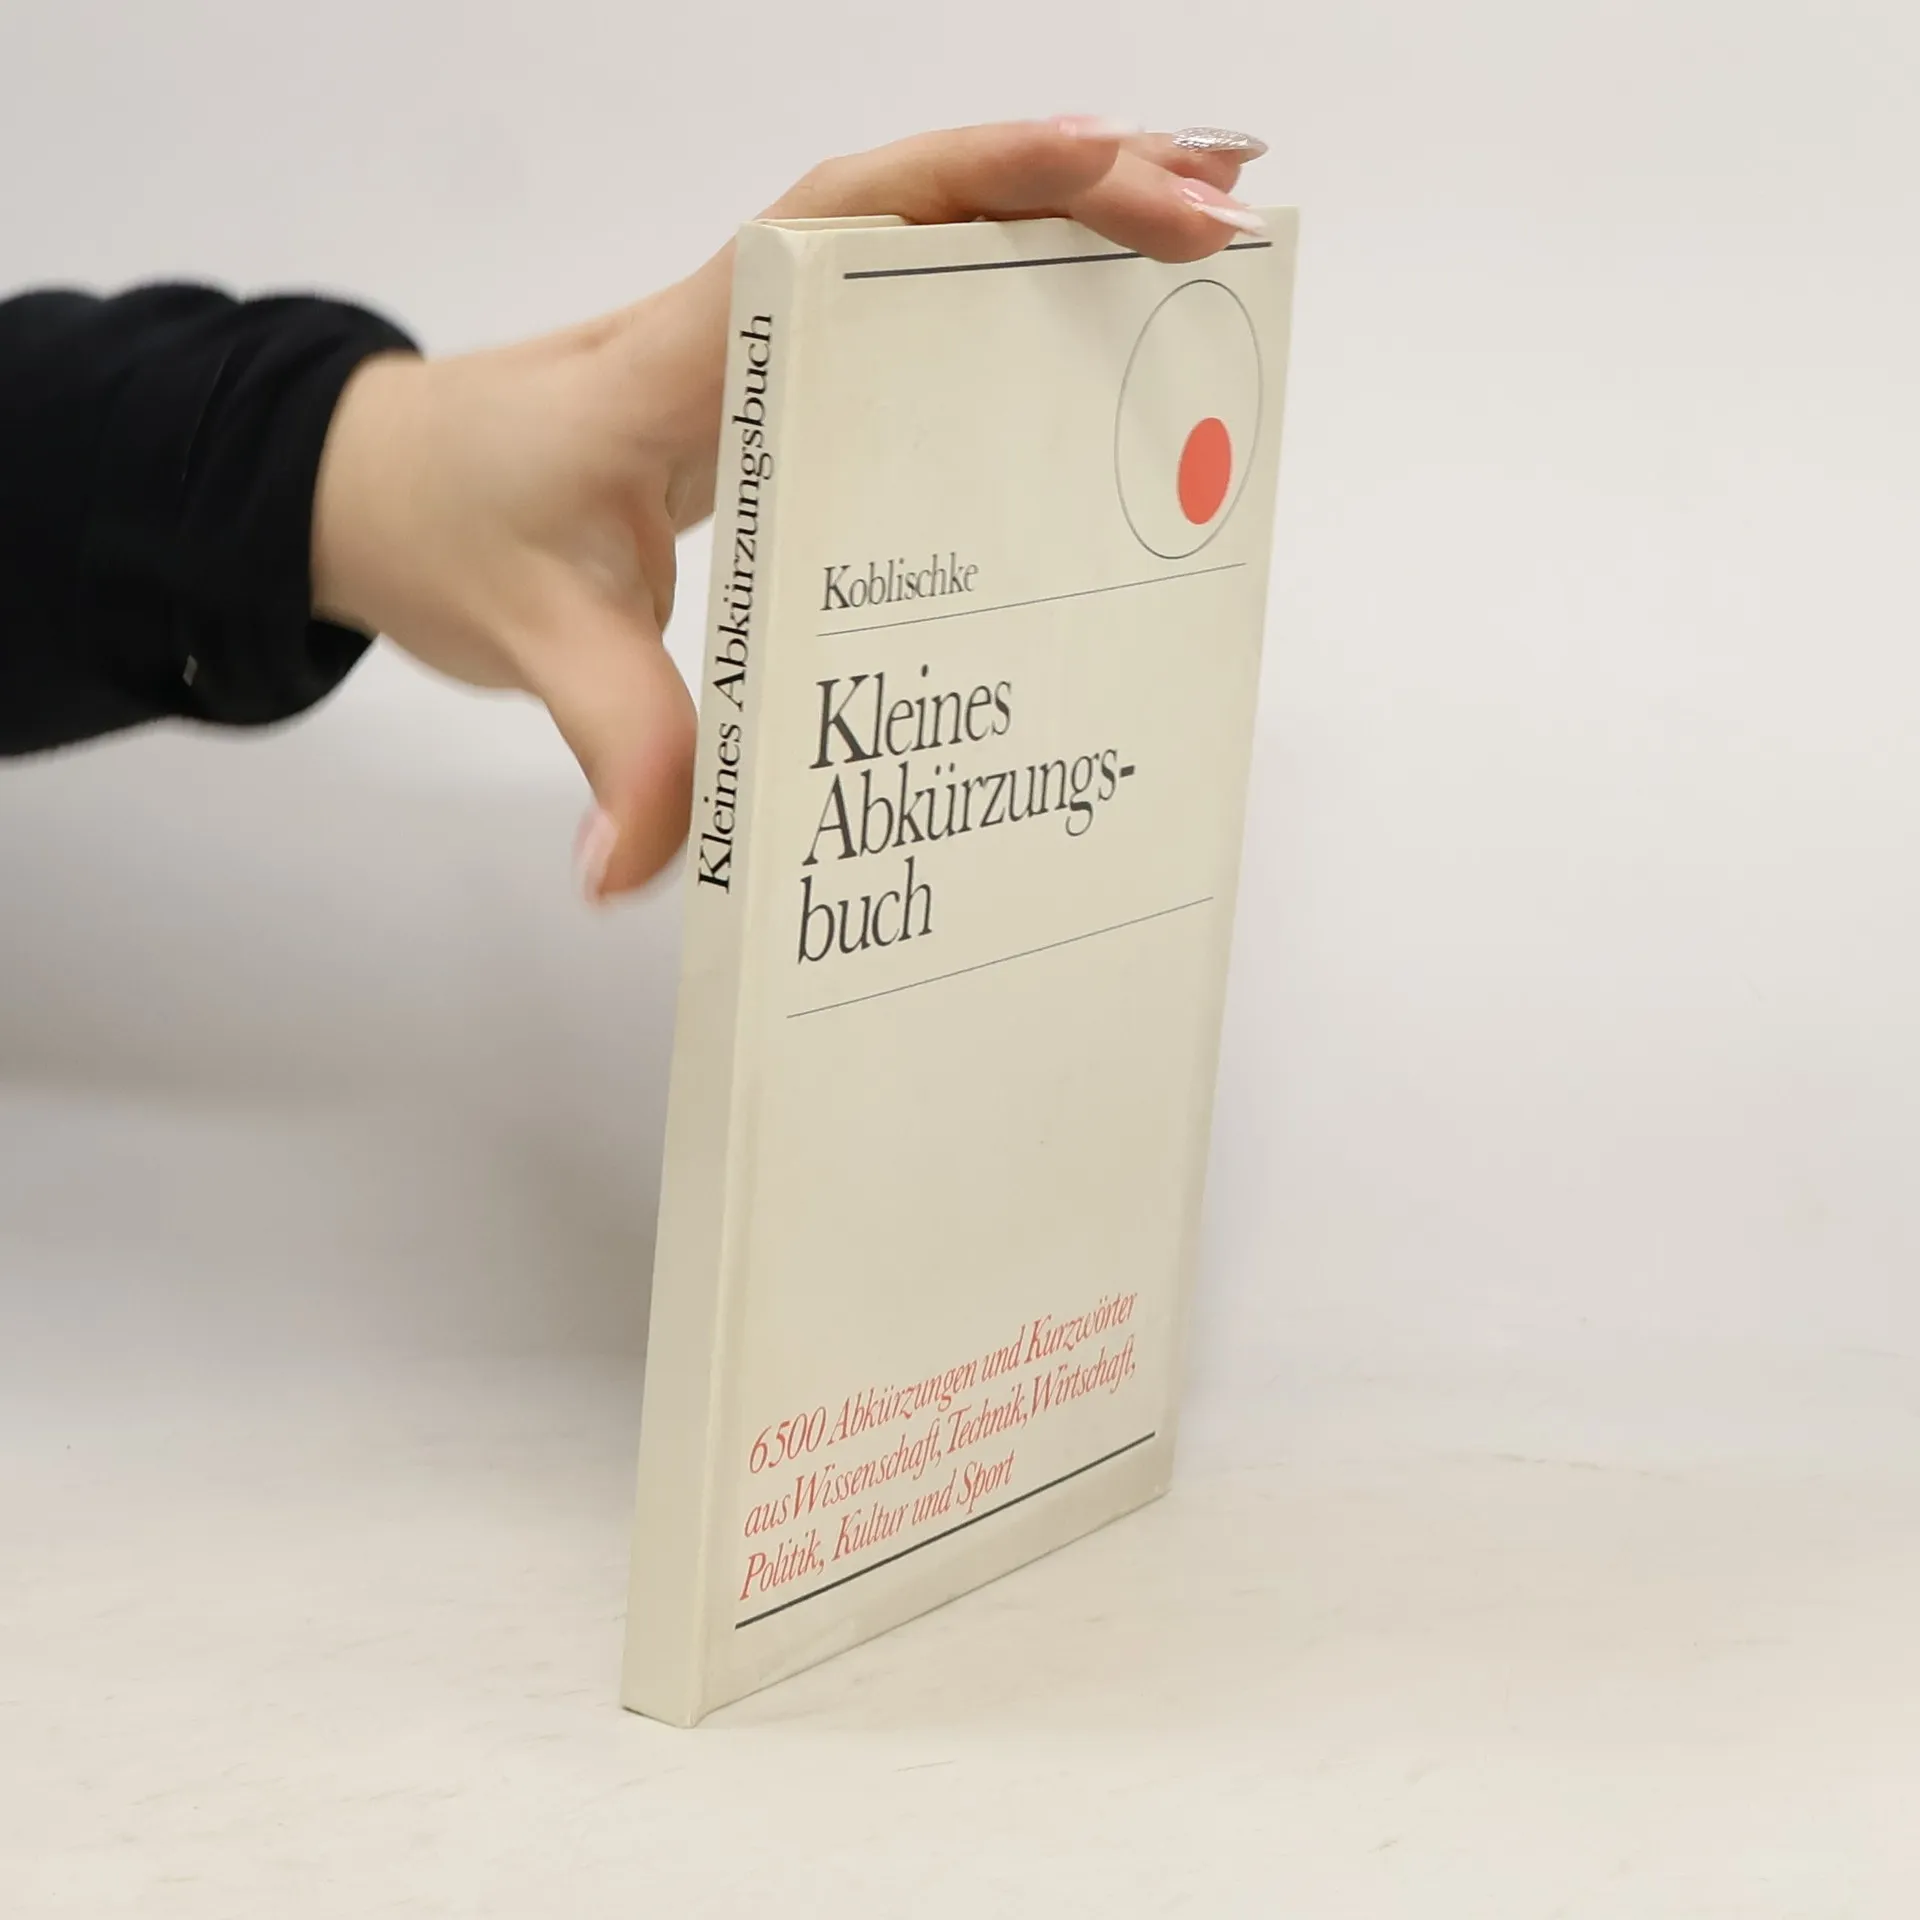 Kleines Abkürzungsbuch
Koblischke
Kleines
Abkürzungs-
buch
6500 Abkürzungen und Kurzwörter
aus Wissenschaft, Technik, Wirtschaft,
Politik, Kultur und Sport